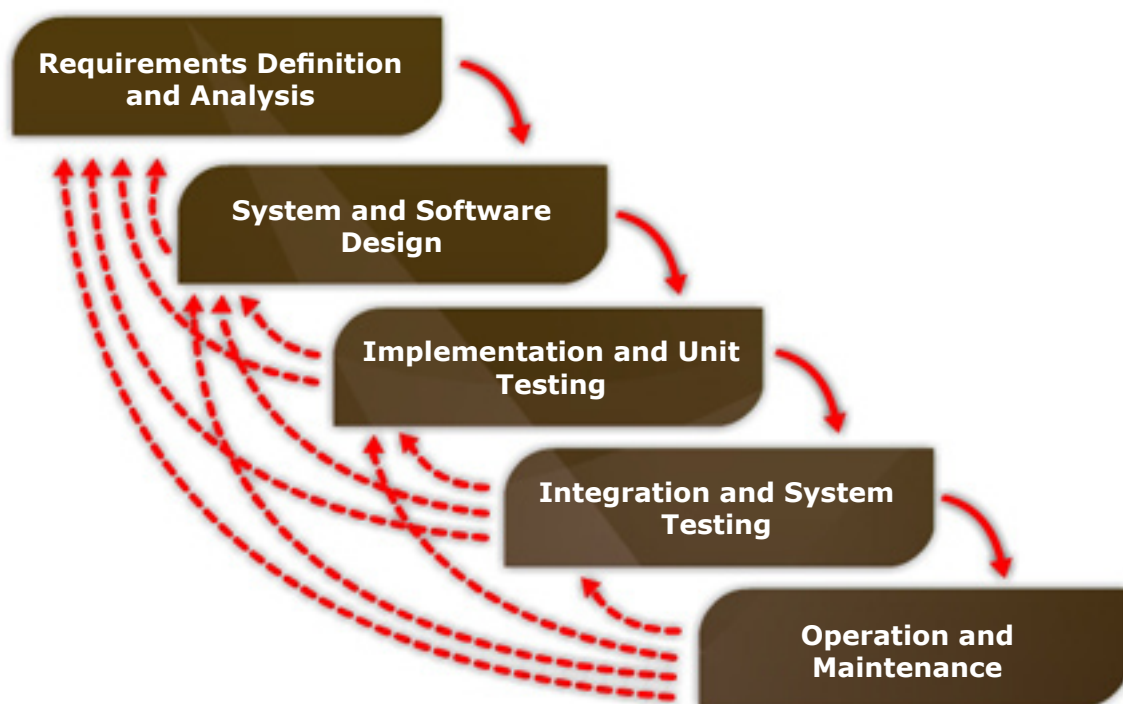 Requirements Definition
and Analysis
System and Software
Design
Implementation and Unit
Testing
Integration and System
Testing
Operation and
Maintenance